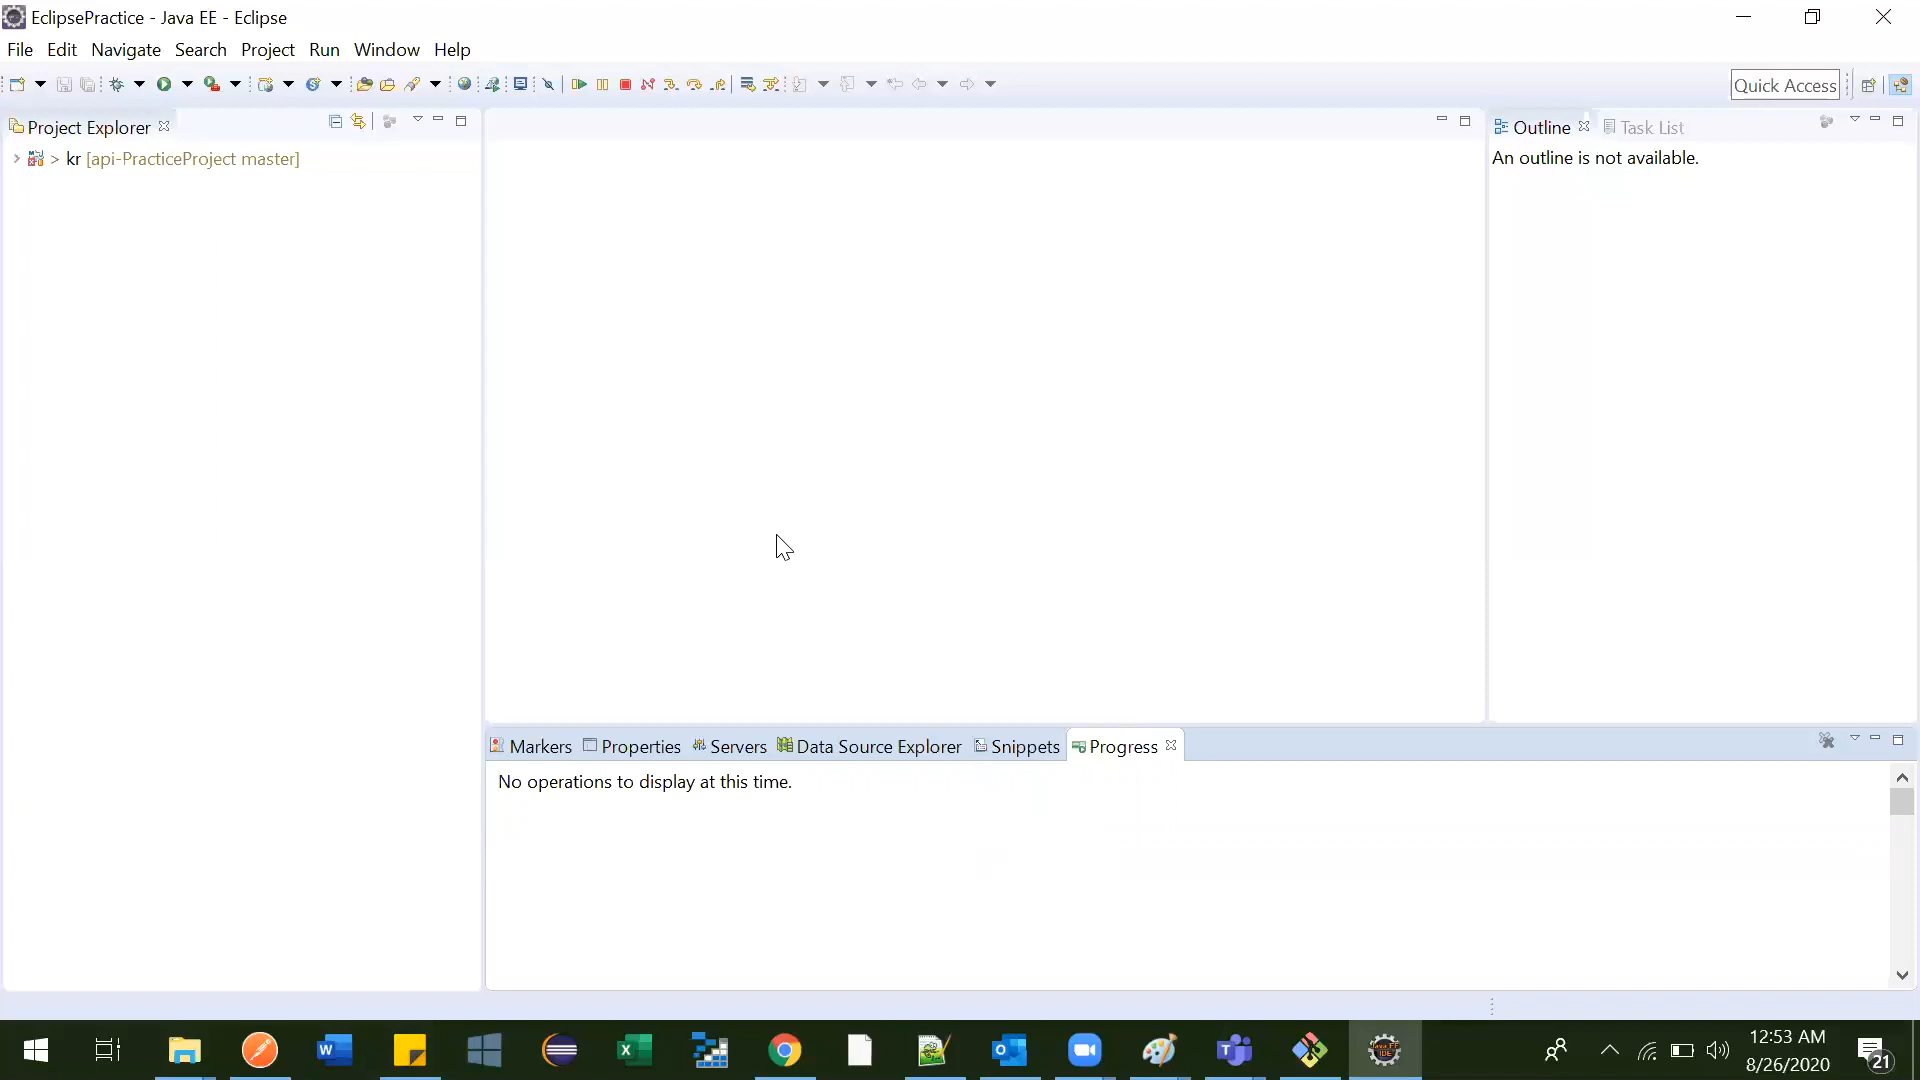 EclipsePractice - Java EE - Eclipse
File Edit Navigate Search Project Run Window Help
Quick Access
Project Explorer
> kr [api-PracticeProject master]
Outline
Task List
An outline is not available.
Markers Properties Servers Data Source Explorer Snippets Progress
No operations to display at this time.
12:53 AM
8/26/2020
21